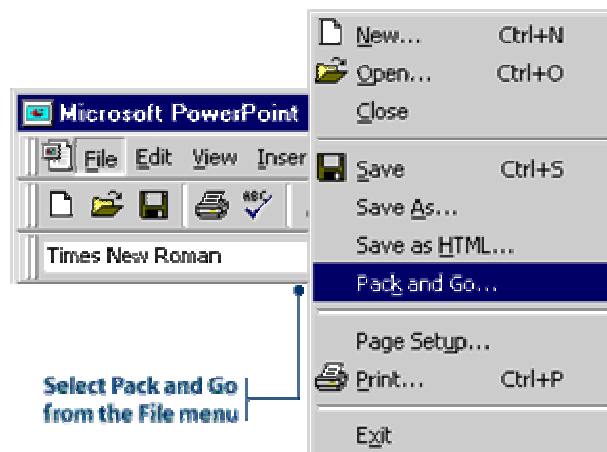 Microsoft PowerPoint
File Edit View Inser
ABC
Times New Roman
Select Pack and Go
from the File menu
New... Ctrl+N
Open... Ctrl+O
Close
Save Ctrl+S
Save As...
Save as HTML...
Pack and Go...
Page Setup...
Print... Ctrl+P
Exit